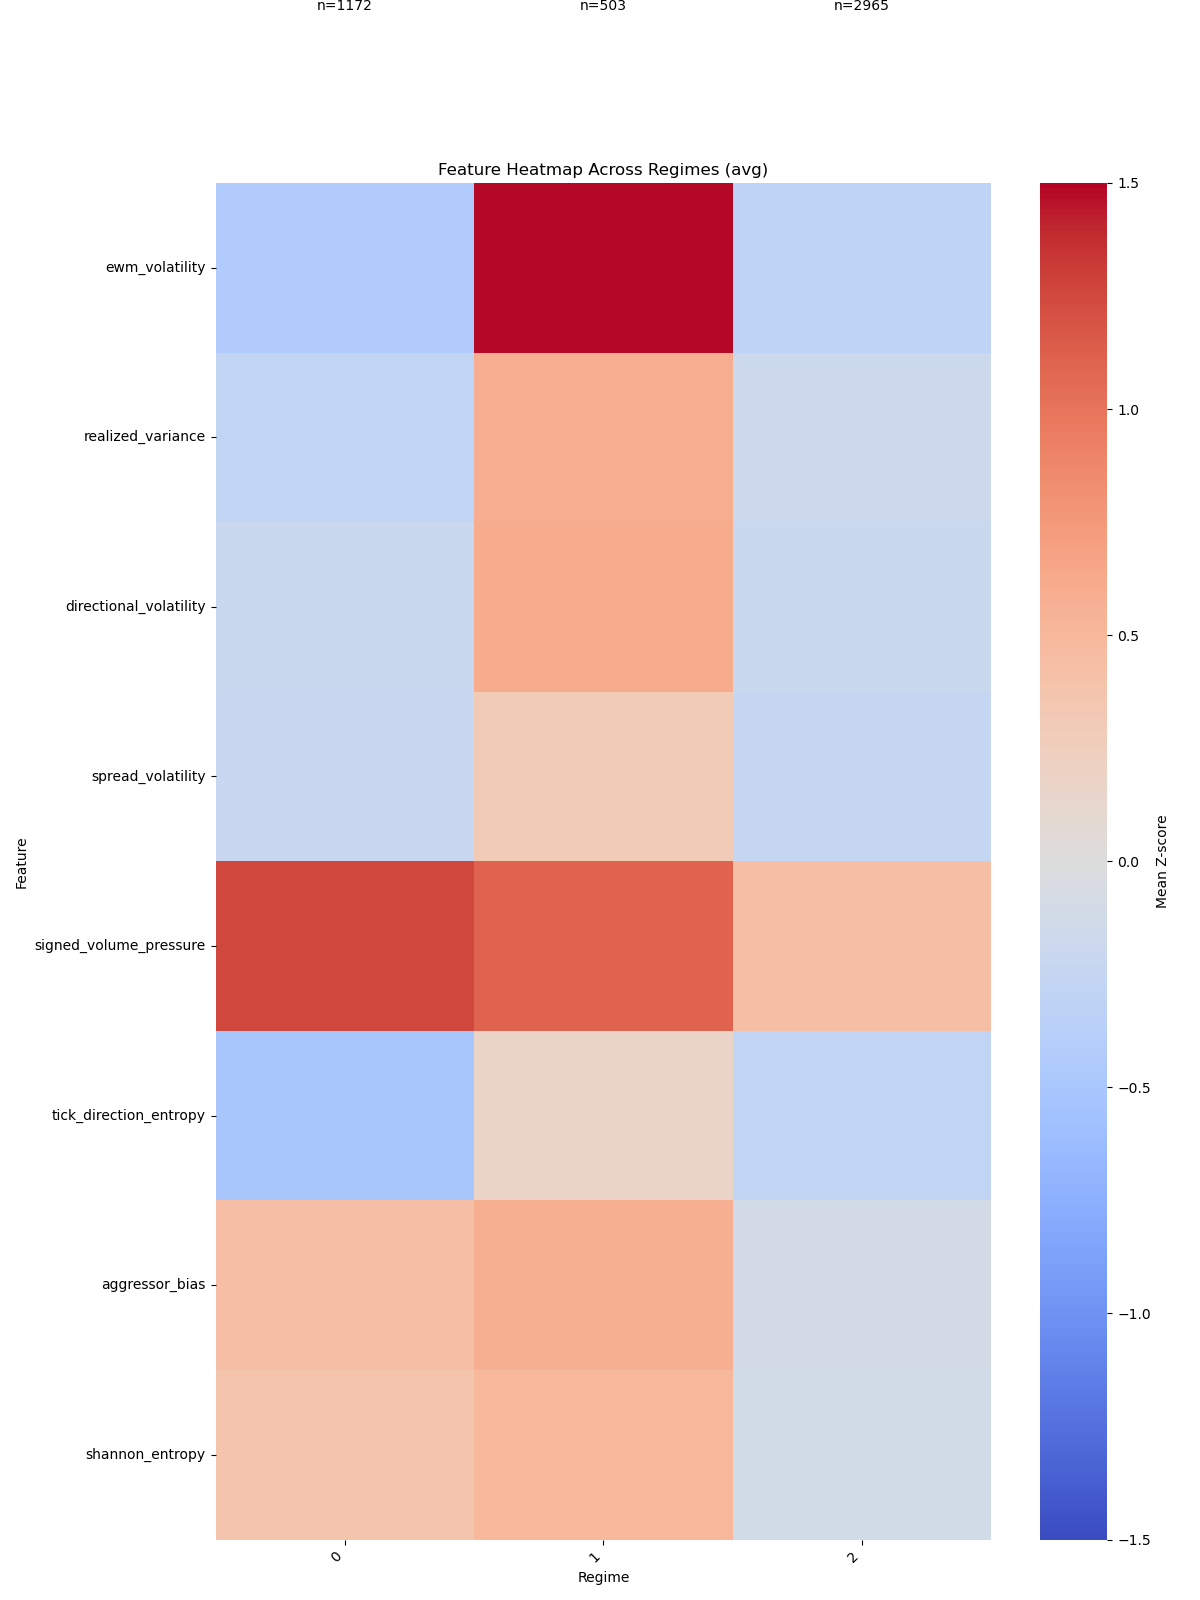 n=1172 n=503 n=2965
Feature Heatmap Across Regimes (avg)
ewm_volatility
realized_variance
directional_volatility
spread_volatility
signed_volume_pressure
tick_direction_entropy
aggressor_bias
shannon_entropy
Feature
0 1 2
Regime
1.5
1.0
0.5
0.0
−0.5
−1.0
−1.5
Mean Z-score